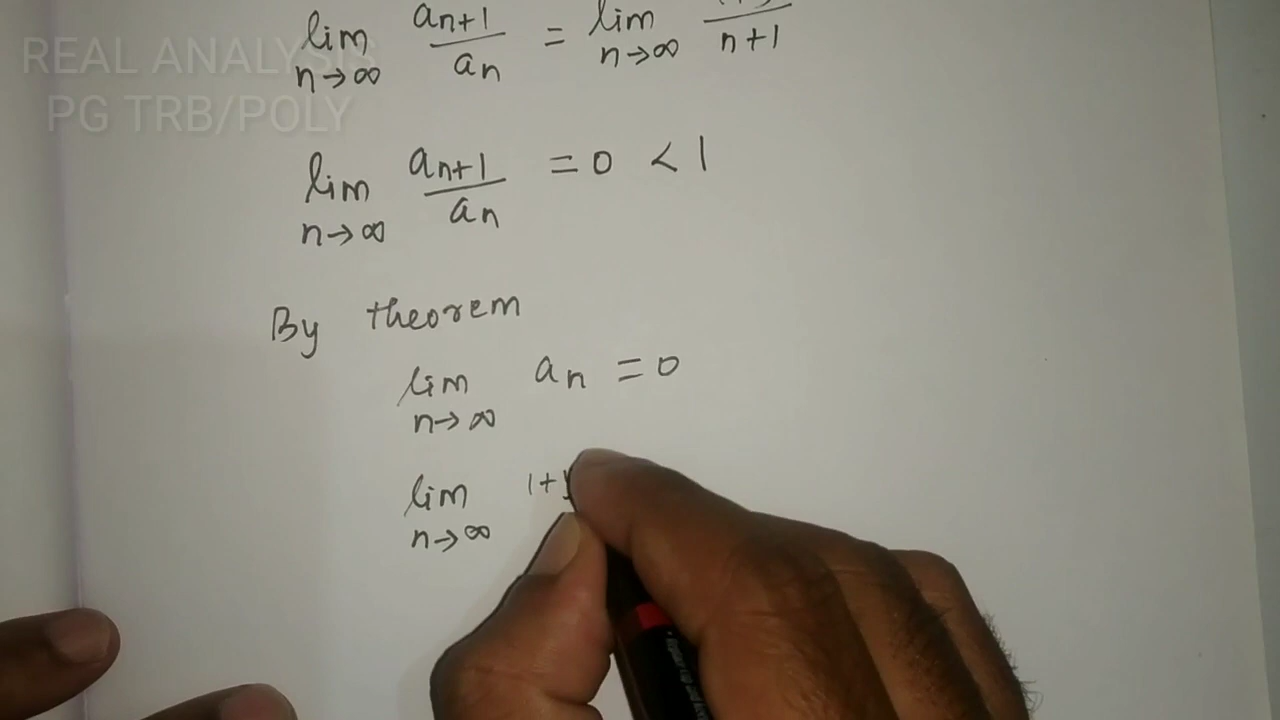 lim n→∞ an+1 / an = lim n→∞ / n+1
REAL ANALYSIS
PG TRB/POLY
lim n→∞ an+1 / an = 0 < 1
By theorem
lim n→∞ an = 0
lim n→∞ 1+